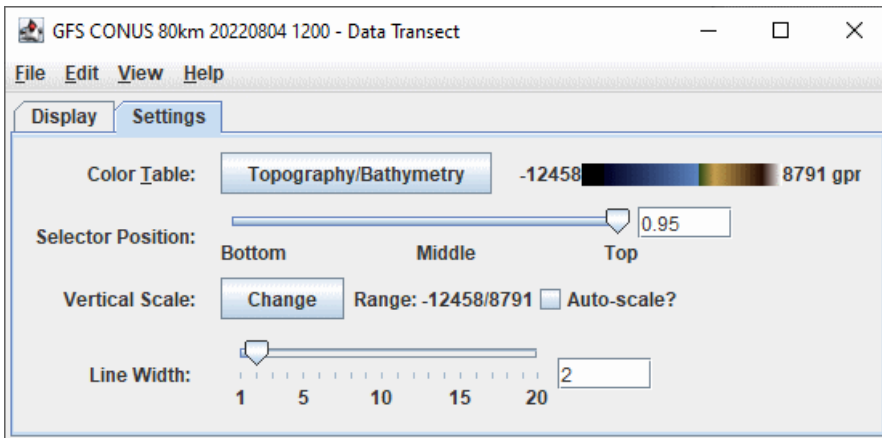 GFS CONUS 80km 20220804 1200 - Data Transect
File Edit View Help
Display Settings
Color Table: Topography/Bathymetry -12458 8791 gpr
Selector Position: 0.95
Bottom Middle Top
Vertical Scale: Change Range: -12458/8791 Auto-scale?
Line Width: 2
1 5 10 15 20